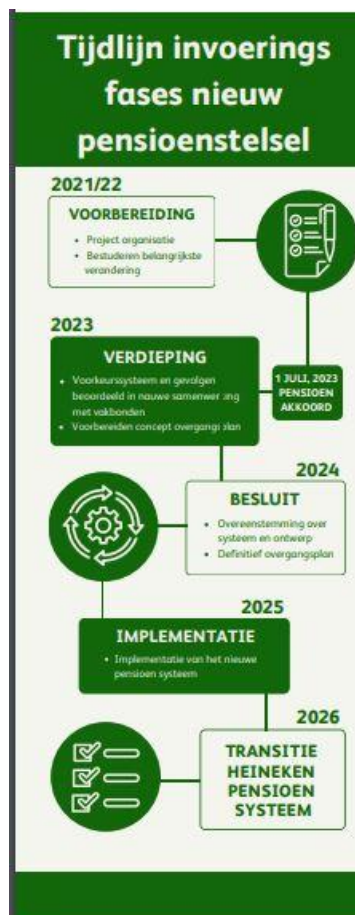 Tijdlijn invoerings
fases nieuw
pensioenstelsel
2021/22
VOORBEREIDING
• Project organisatie
• Bestuderen belangrijkste
verandering
2023
VERDIEPING
• Voorkeurssysteem en gevolgen
beoordeeld in nauwe samenwerking
met vakbonden
• Voorbereiden concept overgangsplan
1 JULI, 2023
PENSIOEN
AKKOORD
2024
BESLUIT
• Overeenstemming over
systeem en ontwerp
• Definitief overgangsplan
2025
IMPLEMENTATIE
• Implementatie van het nieuwe
pensioen systeem
2026
TRANSITIE
HEINEKEN
PENSIOEN
SYSTEEM